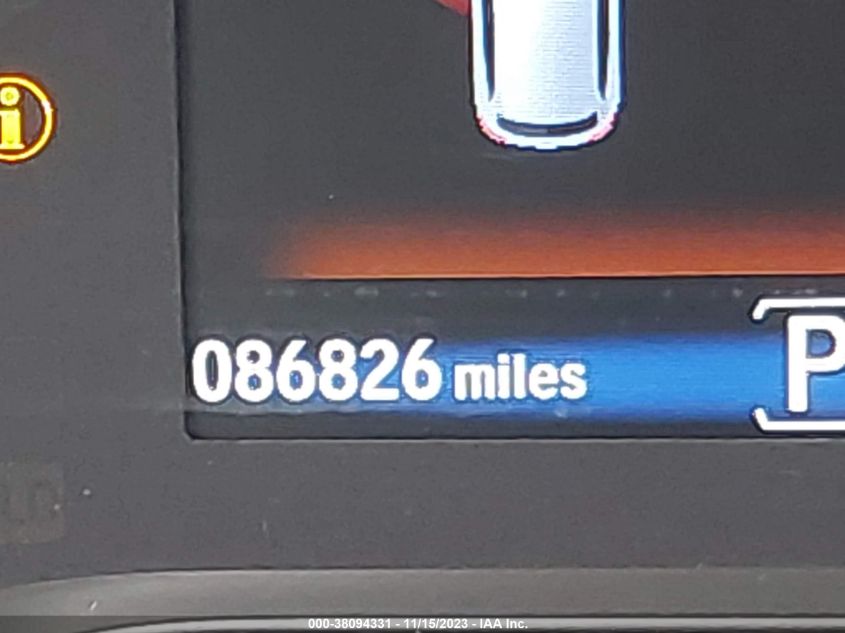 i
086826 miles
P
000-38094331 - 11/15/2023 - IAA Inc.